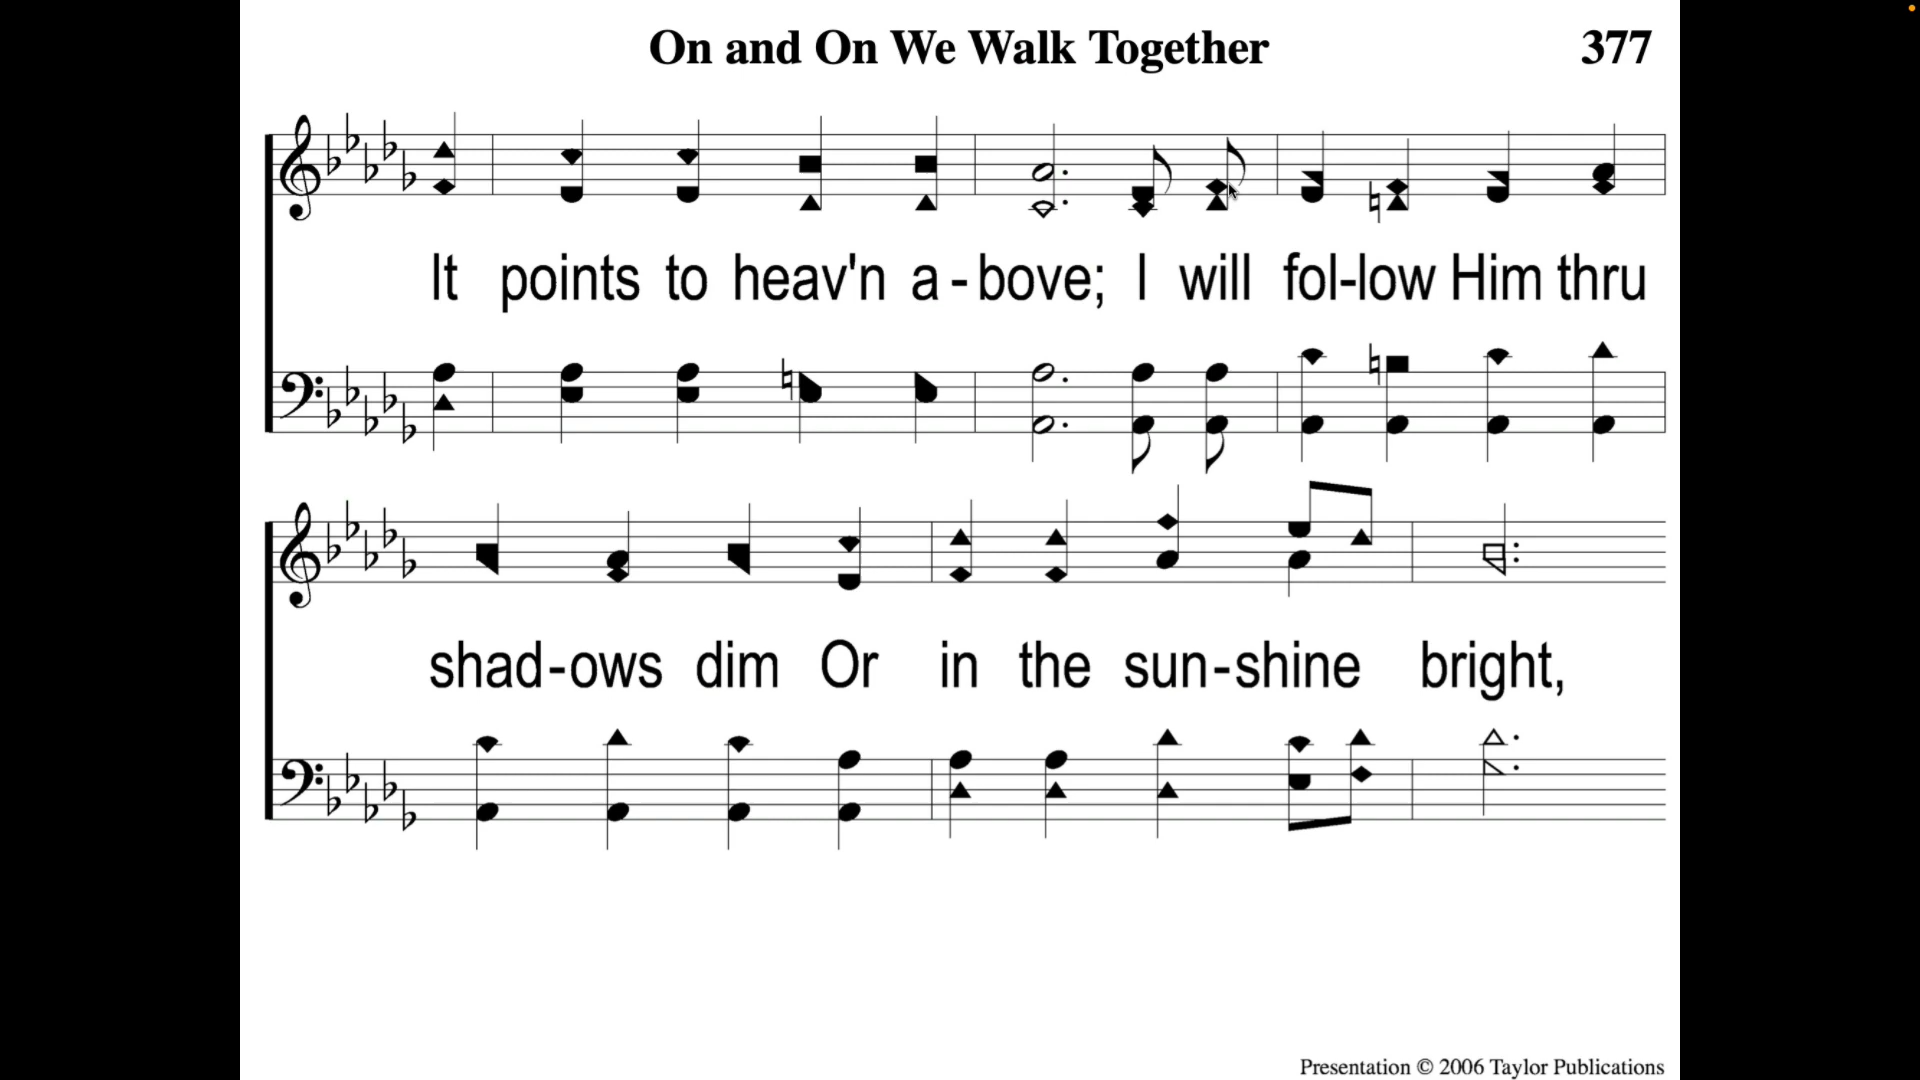 On and On We Walk Together 377
It points to heav'n a - bove; I will fol-low Him thru
shad-ows dim Or in the sun-shine bright,
Presentation © 2006 Taylor Publications